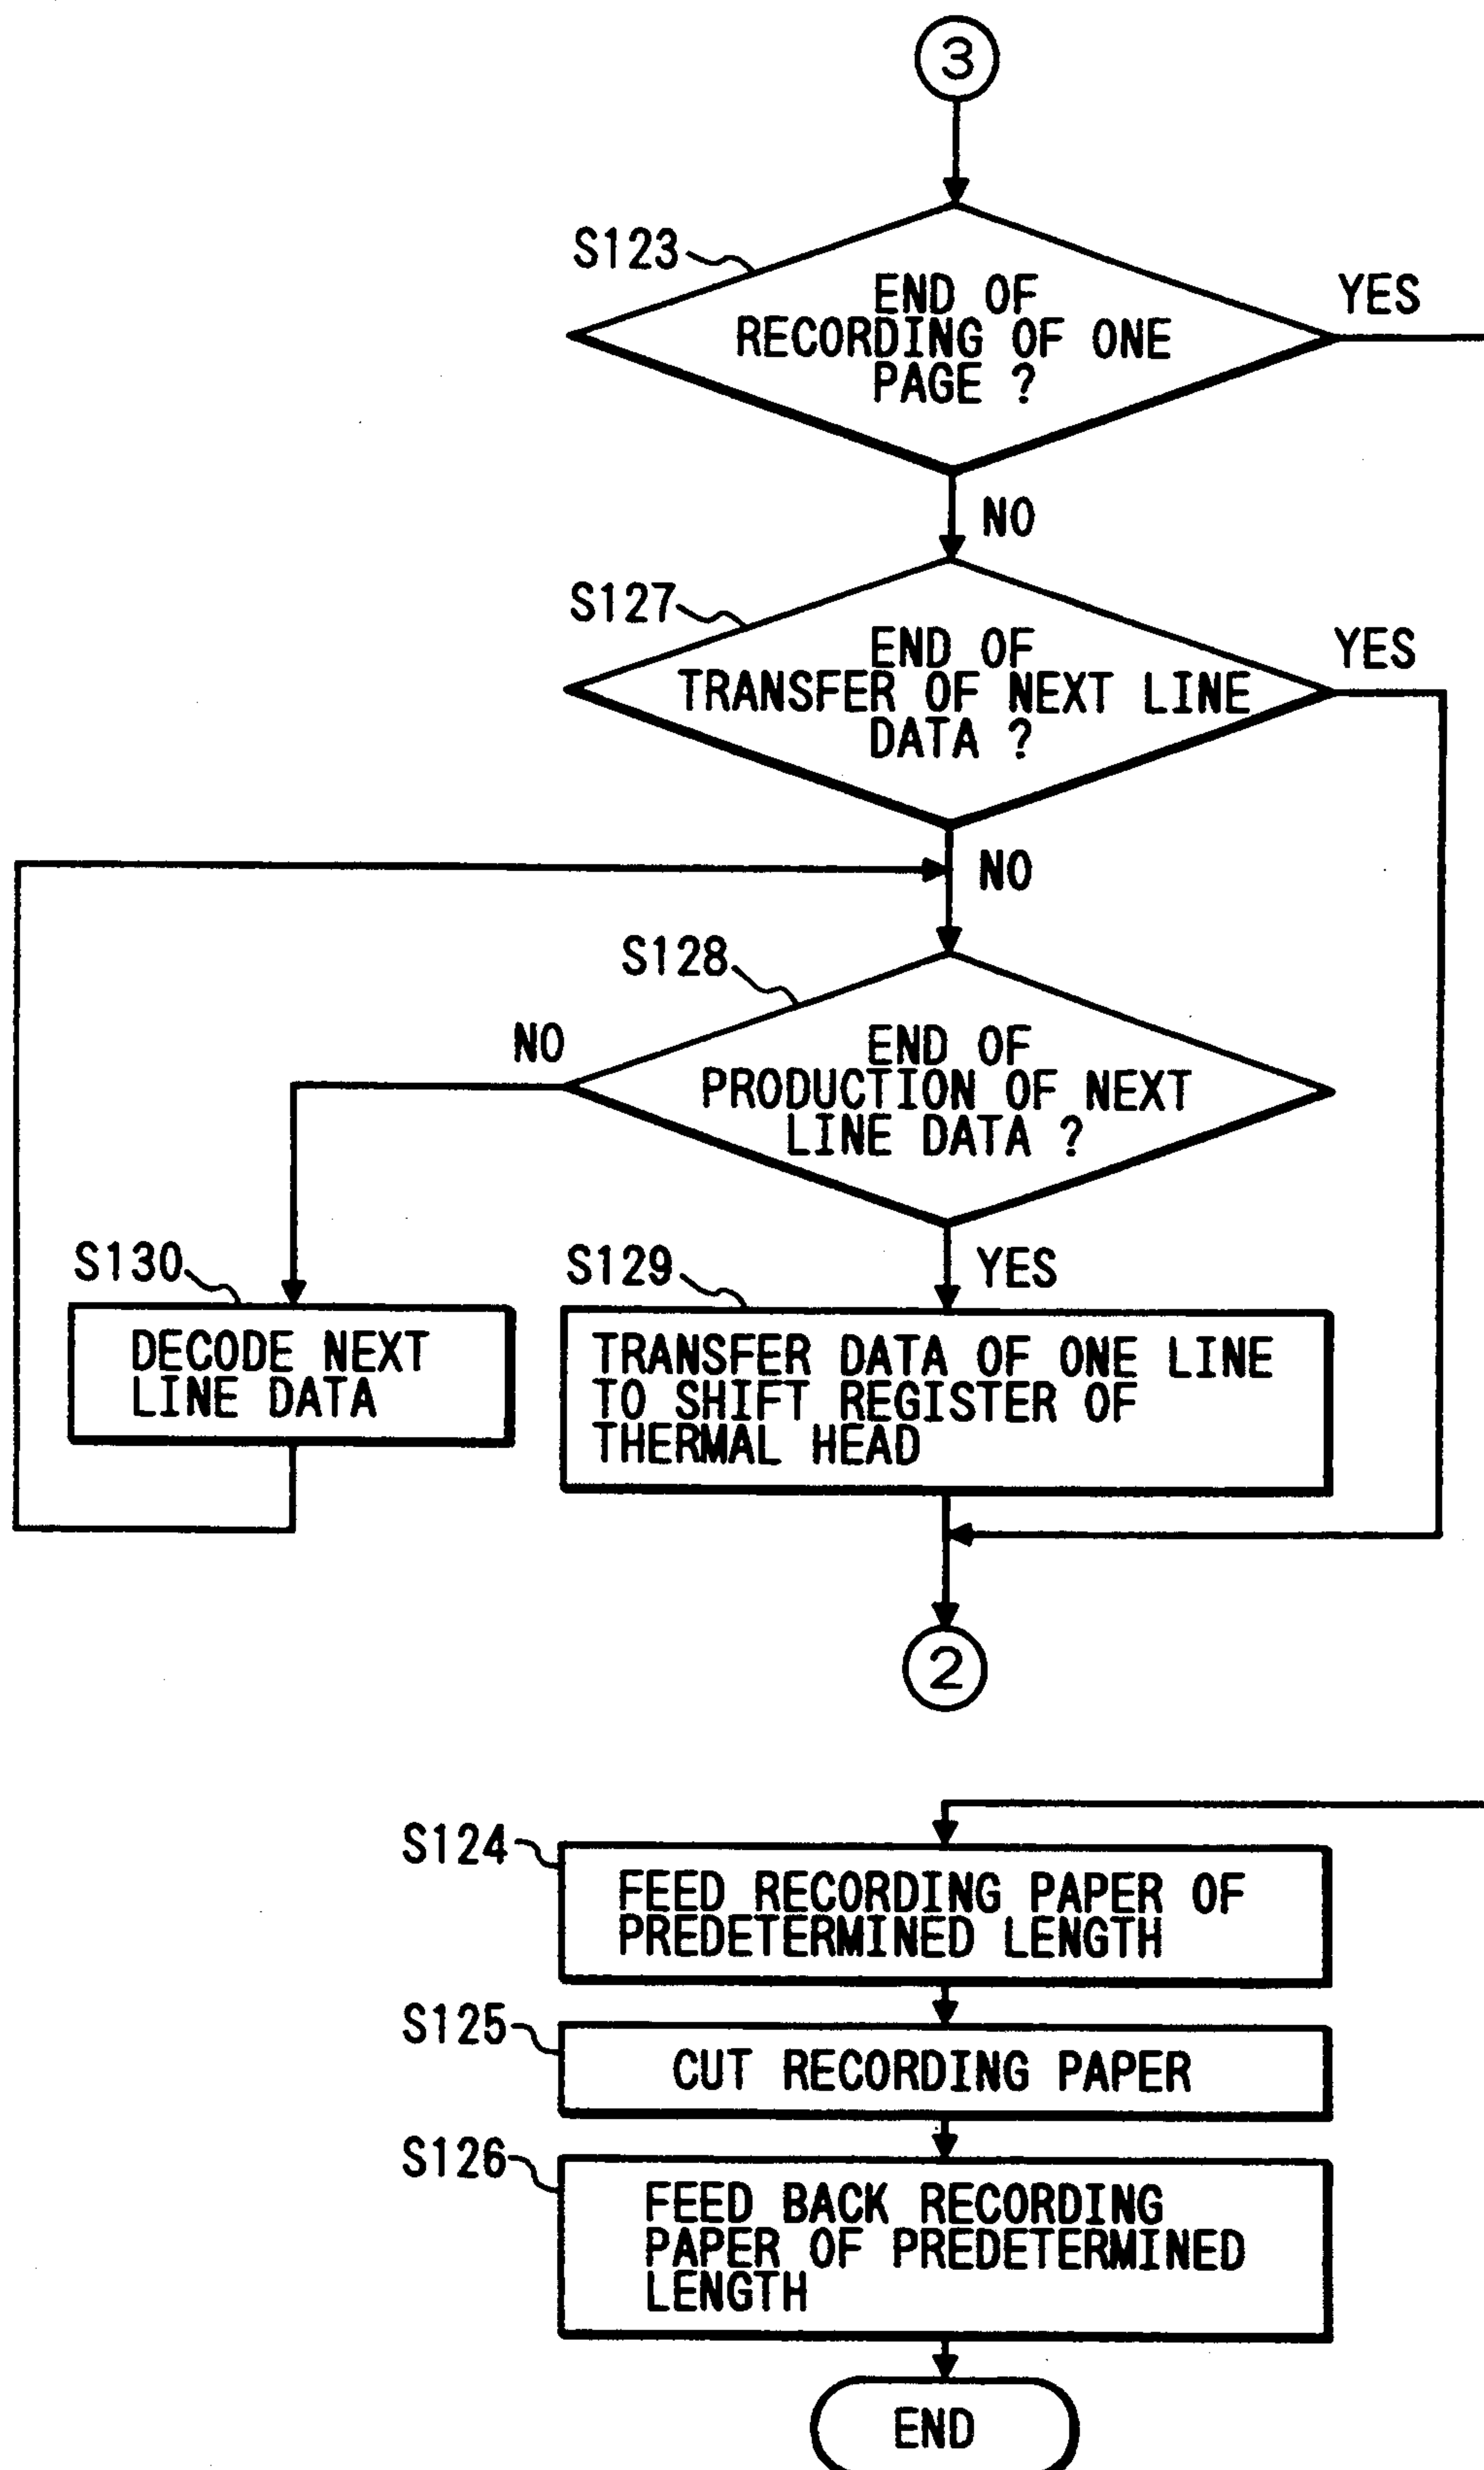 3
S123
END OF
RECORDING OF ONE
PAGE ?
YES
NO
S127
END OF
TRANSFER OF NEXT LINE
DATA ?
YES
NO
S128
END OF
PRODUCTION OF NEXT
LINE DATA ?
NO
YES
S130
DECODE NEXT
LINE DATA
S129
TRANSFER DATA OF ONE LINE
TO SHIFT REGISTER OF
THERMAL HEAD
2
S124
FEED RECORDING PAPER OF
PREDETERMINED LENGTH
S125
CUT RECORDING PAPER
S126
FEED BACK RECORDING
PAPER OF PREDETERMINED
LENGTH
END